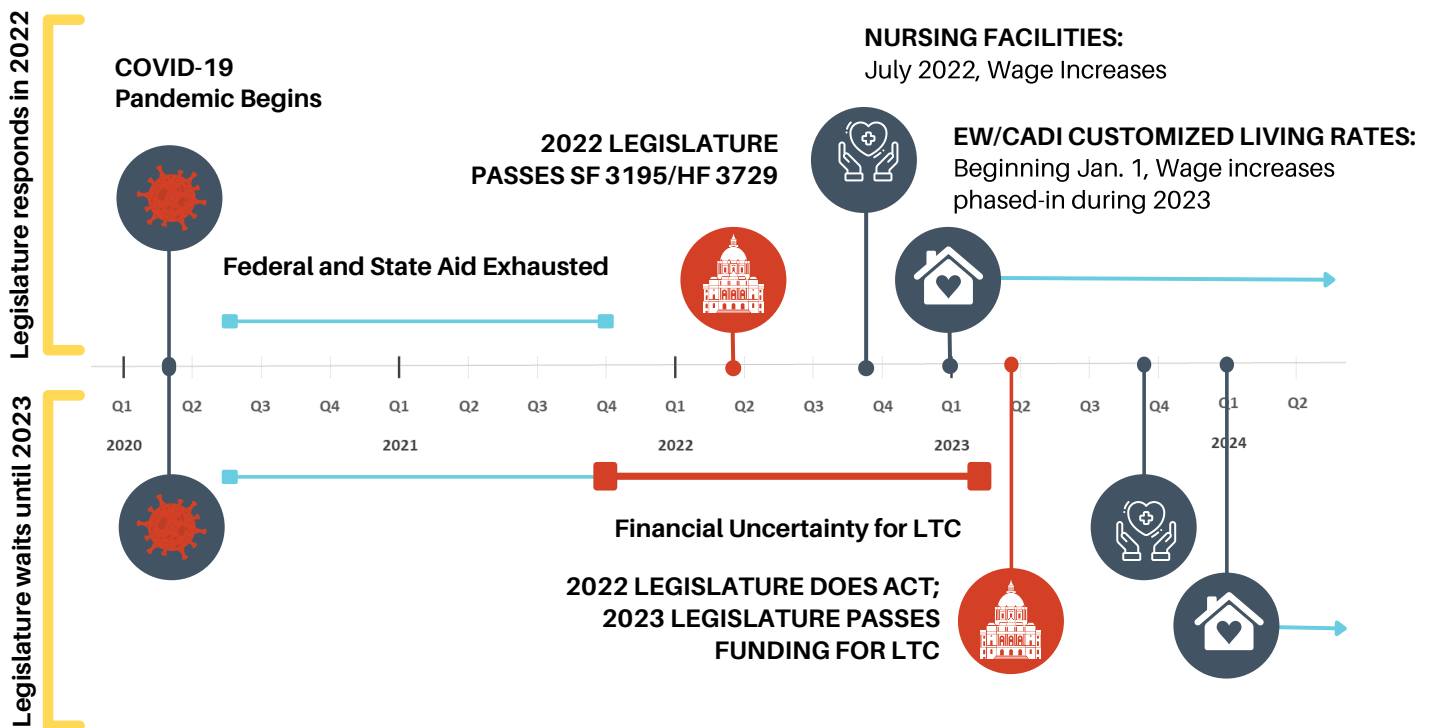 Legislature responds in 2022
COVID-19
Pandemic Begins
NURSING FACILITIES:
July 2022, Wage Increases
2022 LEGISLATURE
PASSES SF 3195/HF 3729
EW/CADI CUSTOMIZED LIVING RATES:
Beginning Jan. 1, Wage increases
phased-in during 2023
Federal and State Aid Exhausted
Q1 Q2 Q3 Q4 Q1 Q2 Q3 Q4 Q1 Q2 Q3 Q4 Q1 Q2 Q3 Q4 Q1 Q2
2020 2021 2022 2023 2024
Legislature waits until 2023
Financial Uncertainty for LTC
2022 LEGISLATURE DOES ACT;
2023 LEGISLATURE PASSES
FUNDING FOR LTC